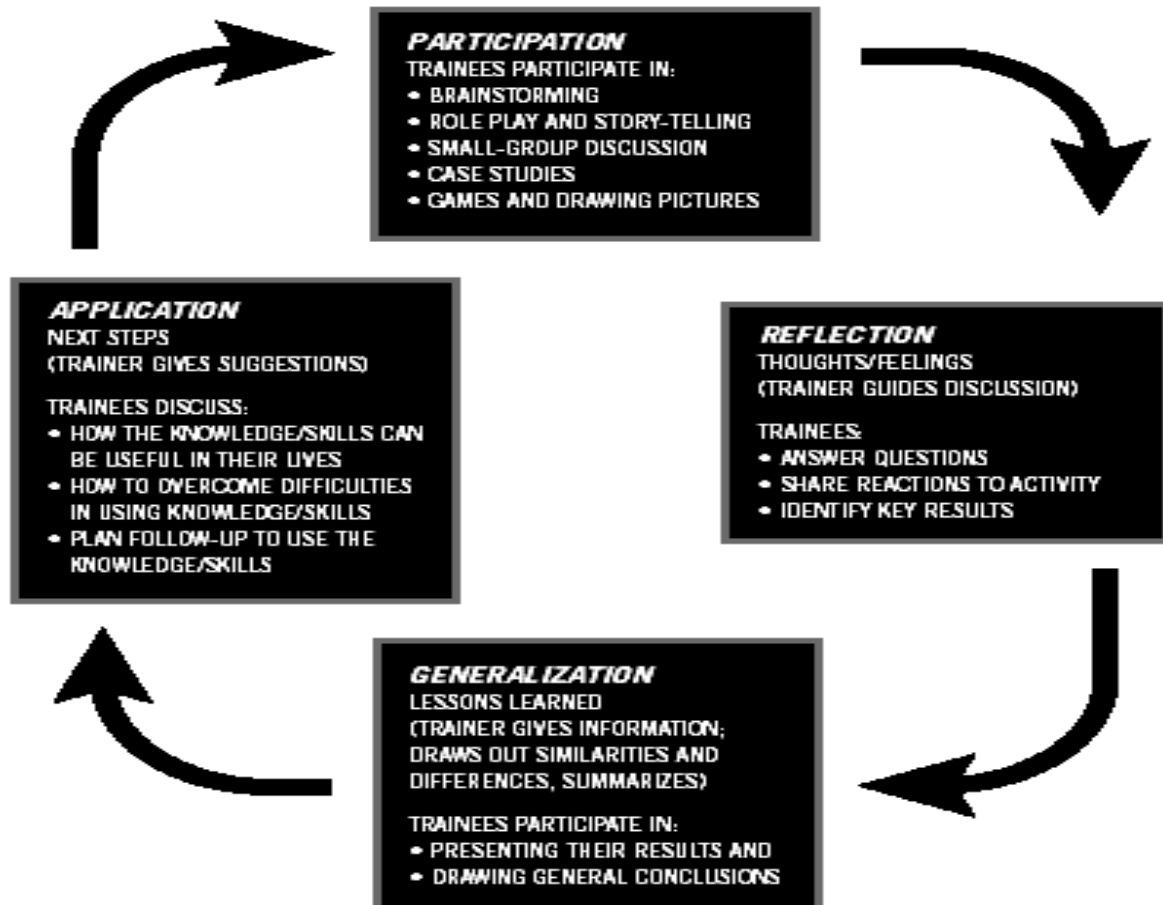 PARTICIPATION
TRAINEES PARTICIPATE IN:
• BRAINSTORMING
• ROLE PLAY AND STORY-TELLING
• SMALL-GROUP DISCUSSION
• CASE STUDIES
• GAMES AND DRAWING PICTURES
REFLECTION
THOUGHTS/FEELINGS
(TRAINER GUIDES DISCUSSION)
TRAINEES:
• ANSWER QUESTIONS
• SHARE REACTIONS TO ACTIVITY
• IDENTIFY KEY RESULTS
GENERALIZATION
LESSONS LEARNED
(TRAINER GIVES INFORMATION;
DRAWS OUT SIMILARITIES AND
DIFFERENCES, SUMMARIZES)
TRAINEES PARTICIPATE IN:
• PRESENTING THEIR RESULTS AND
• DRAWING GENERAL CONCLUSIONS
APPLICATION
NEXT STEPS
(TRAINER GIVES SUGGESTIONS)
TRAINEES DISCUSS:
• HOW THE KNOWLEDGE/SKILLS CAN
BE USEFUL IN THEIR LIVES
• HOW TO OVERCOME DIFFICULTIES
IN USING KNOWLEDGE/SKILLS
• PLAN FOLLOW-UP TO USE THE
KNOWLEDGE/SKILLS